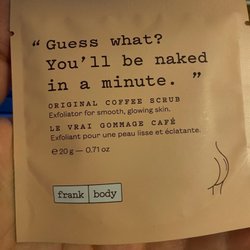 “ Guess what?
You’ll be naked
in a minute. ”
ORIGINAL COFFEE SCRUB
Exfoliator for smooth, glowing skin.
LE VRAI GOMMAGE CAFÉ
Exfoliant pour une peau lisse et éclatante.
℮ 20 g — 0.71 oz
frank body